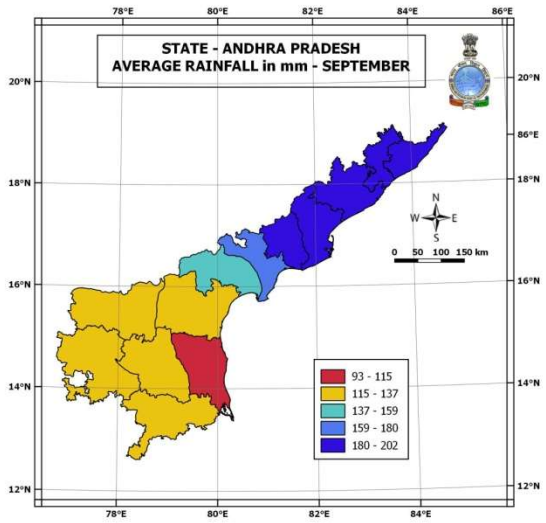 78°E 80°E 82°E 84°E 86°E
STATE - ANDHRA PRADESH
AVERAGE RAINFALL in mm - SEPTEMBER
20°N 20°N
86°E
18°N 18°N
N
W E
S
0 50 100 150 km
16°N 16°N
93 - 115
14°N 115 - 137 14°N
137 - 159
159 - 180
180 - 202
12°N 12°N
78°E 80°E 82°E 84°E